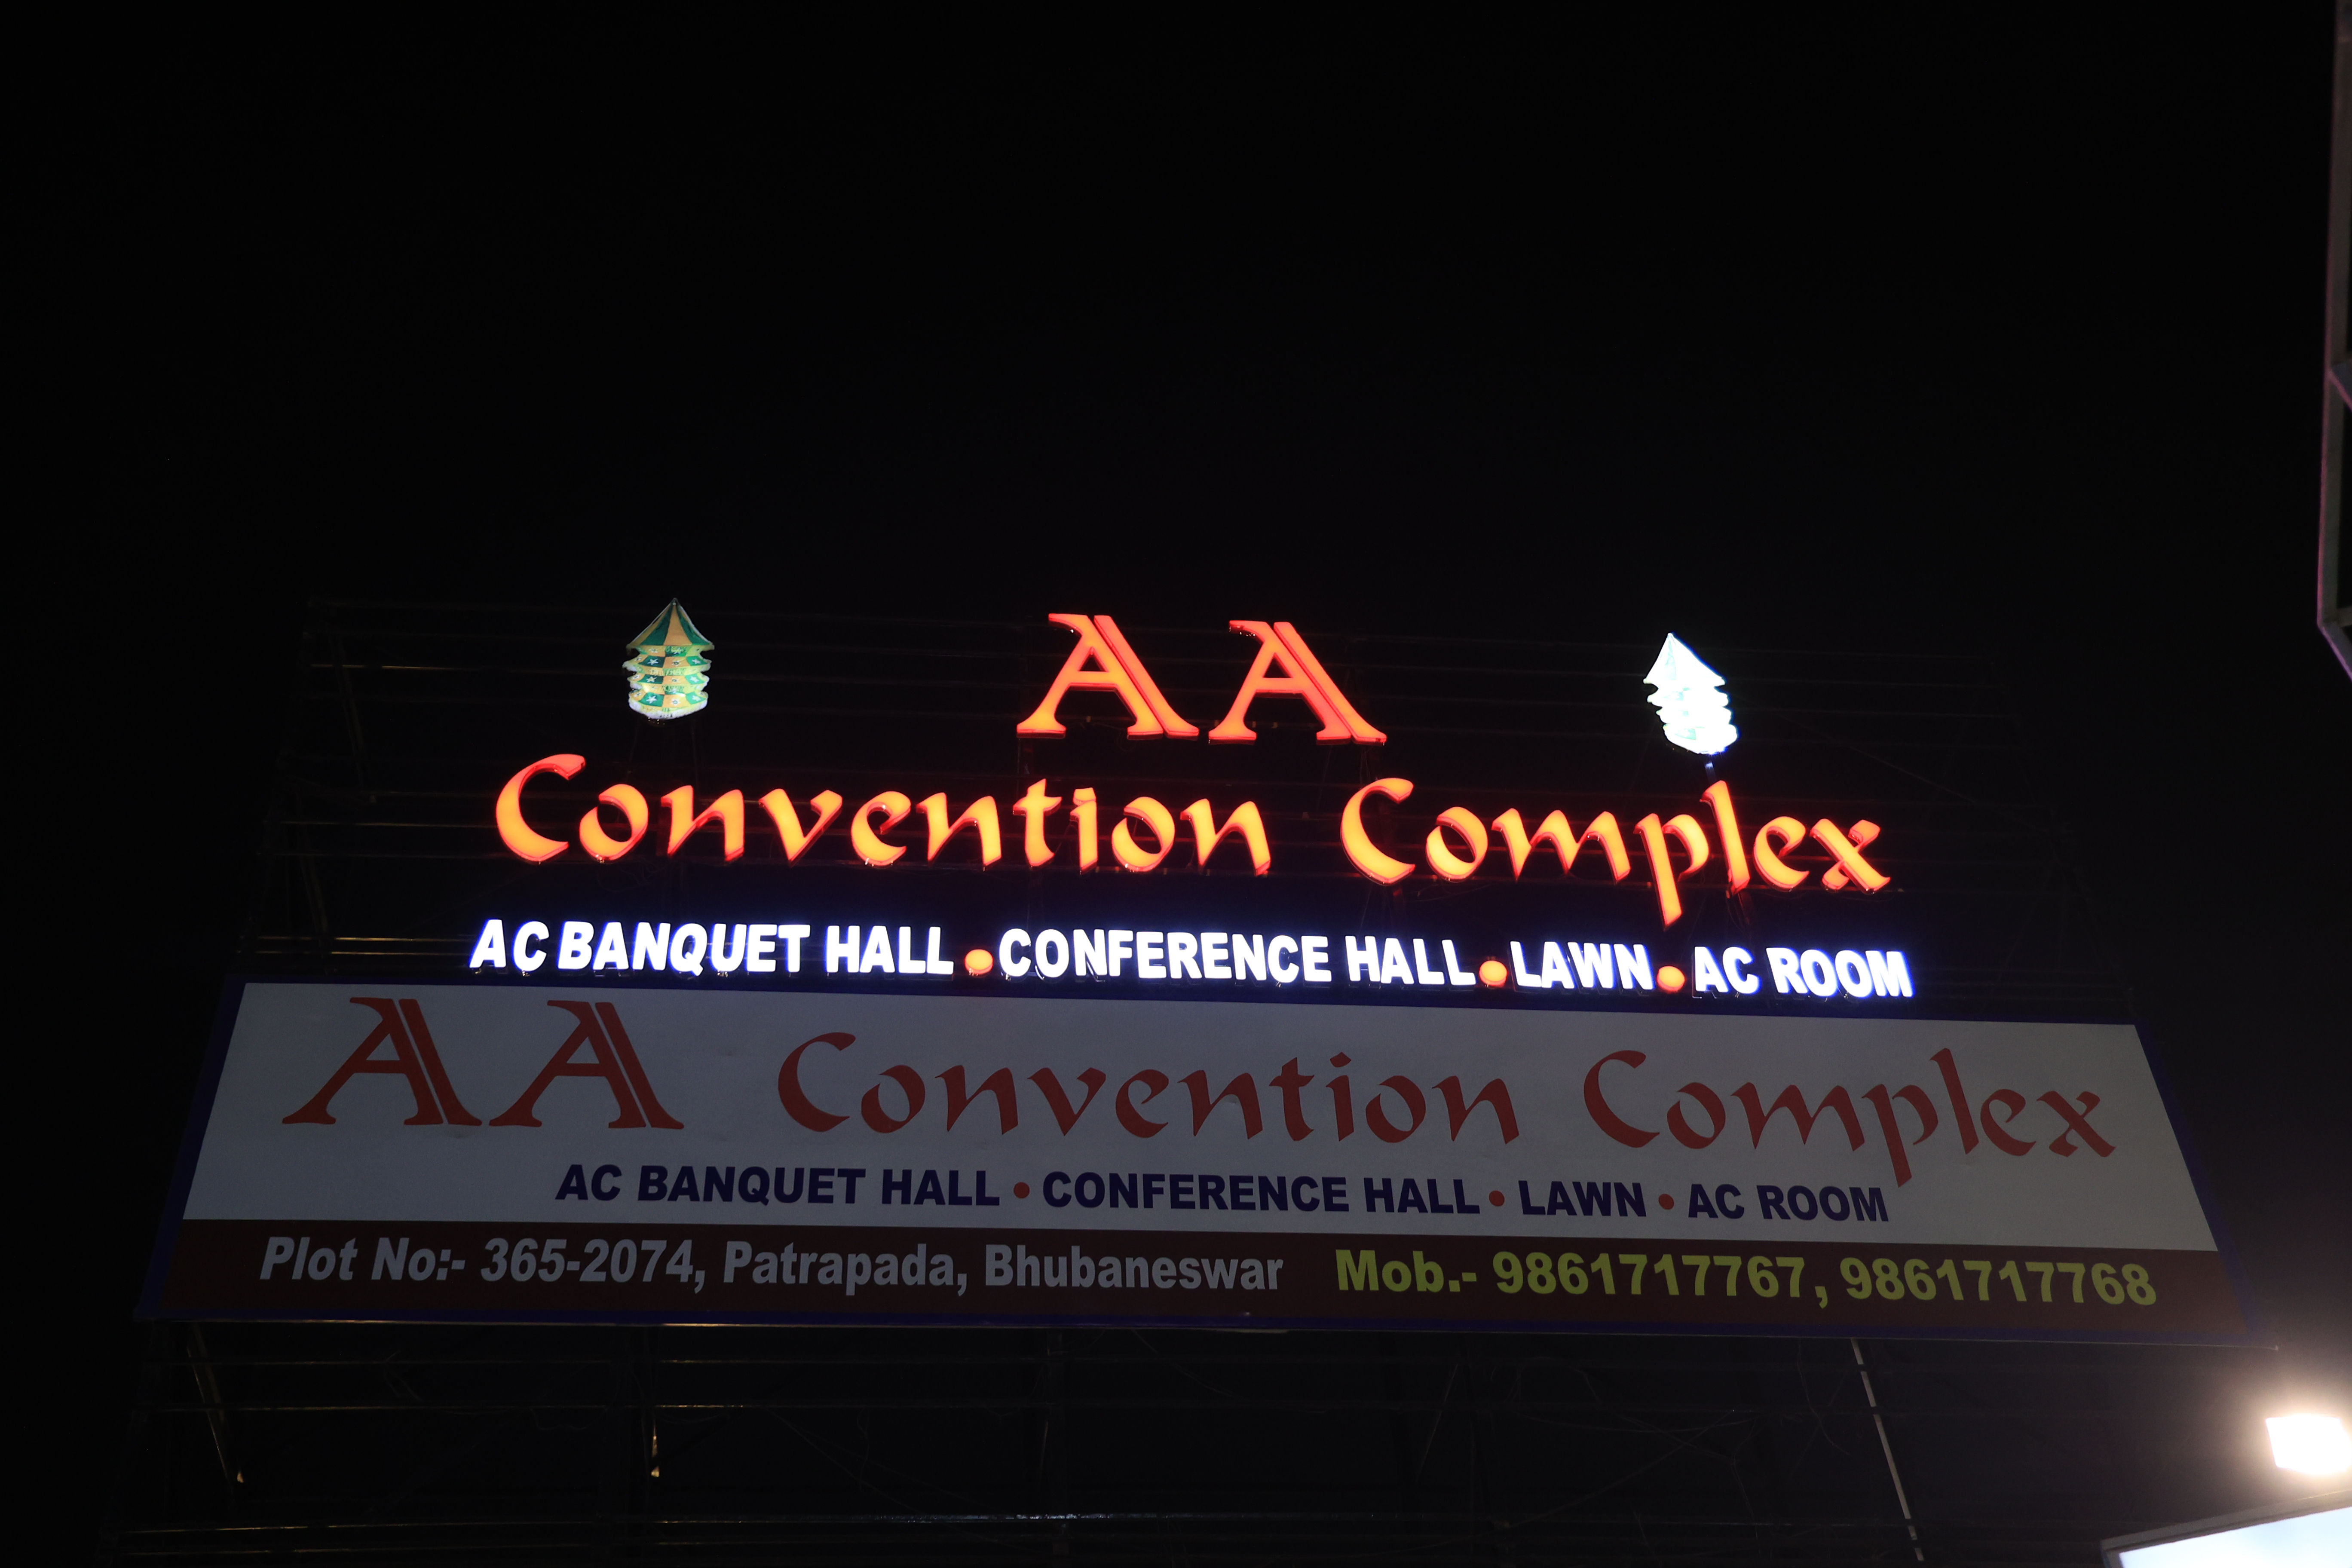 AA
Convention Complex
AC BANQUET HALL • CONFERENCE HALL • LAWN • AC ROOM
AA Convention Complex
AC BANQUET HALL • CONFERENCE HALL • LAWN • AC ROOM
Plot No:- 365-2074, Patrapada, Bhubaneswar Mob.- 9861717767, 9861717768